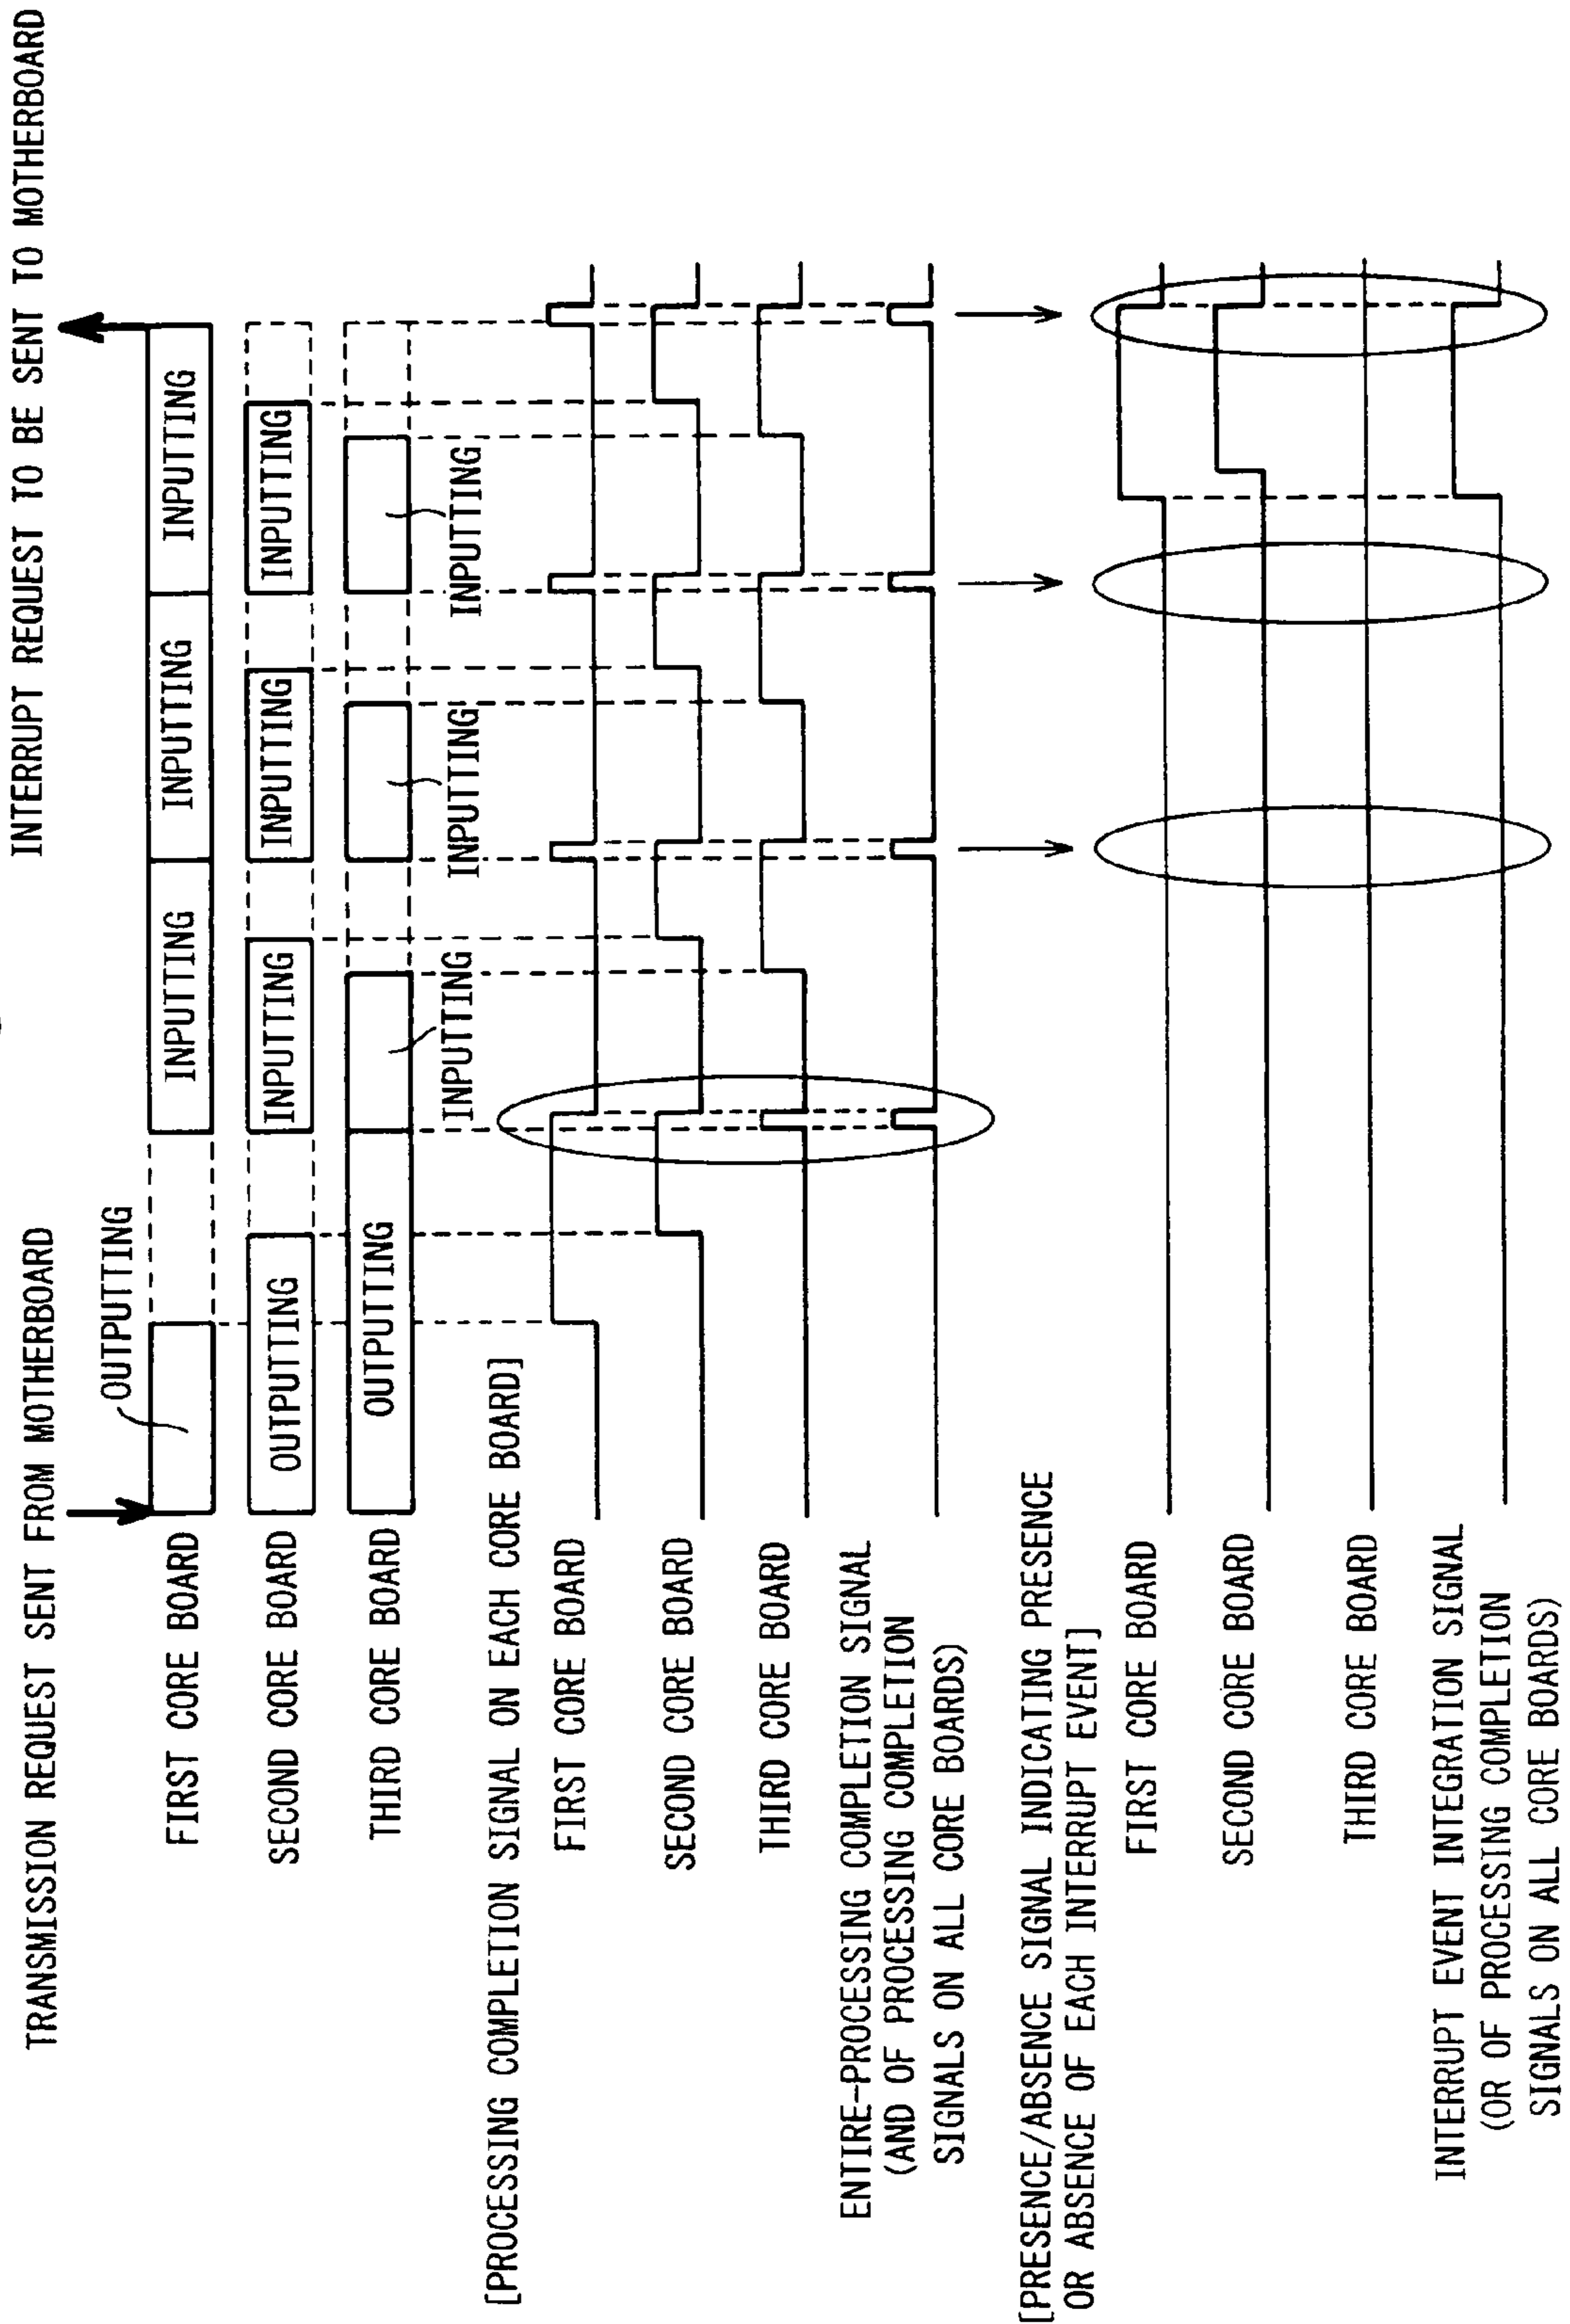 TRANSMISSION REQUEST SENT FROM MOTHERBOARD
INTERRUPT REQUEST TO BE SENT TO MOTHERBOARD
OUTPUTTING
FIRST CORE BOARD
INPUTTING
INPUTTING
INPUTTING
SECOND CORE BOARD
OUTPUTTING
INPUTTING
INPUTTING
INPUTTING
THIRD CORE BOARD
OUTPUTTING
INPUTTING
INPUTTING
INPUTTING
[PROCESSING COMPLETION SIGNAL ON EACH CORE BOARD]
FIRST CORE BOARD
SECOND CORE BOARD
THIRD CORE BOARD
ENTIRE-PROCESSING COMPLETION SIGNAL
(AND OF PROCESSING COMPLETION
SIGNALS ON ALL CORE BOARDS)
[PRESENCE/ABSENCE SIGNAL INDICATING PRESENCE
OR ABSENCE OF EACH INTERRUPT EVENT]
FIRST CORE BOARD
SECOND CORE BOARD
THIRD CORE BOARD
INTERRUPT EVENT INTEGRATION SIGNAL
(OR OF PROCESSING COMPLETION
SIGNALS ON ALL CORE BOARDS)